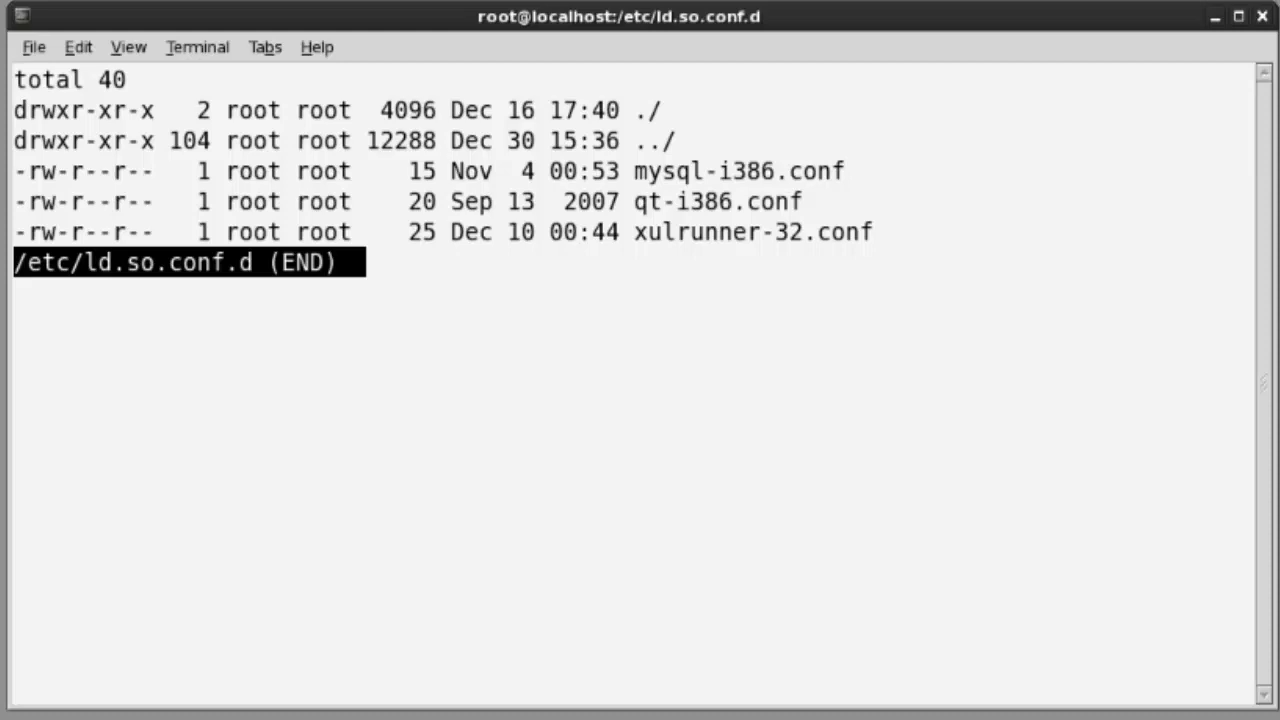 root@localhost:/etc/ld.so.conf.d
File Edit View Terminal Tabs Help
total 40
drwxr-xr-x   2 root root  4096 Dec 16 17:40 ./
drwxr-xr-x 104 root root 12288 Dec 30 15:36 ../
-rw-r--r--   1 root root    15 Nov  4 00:53 mysql-i386.conf
-rw-r--r--   1 root root    20 Sep 13  2007 qt-i386.conf
-rw-r--r--   1 root root    25 Dec 10 00:44 xulrunner-32.conf
/etc/ld.so.conf.d (END)